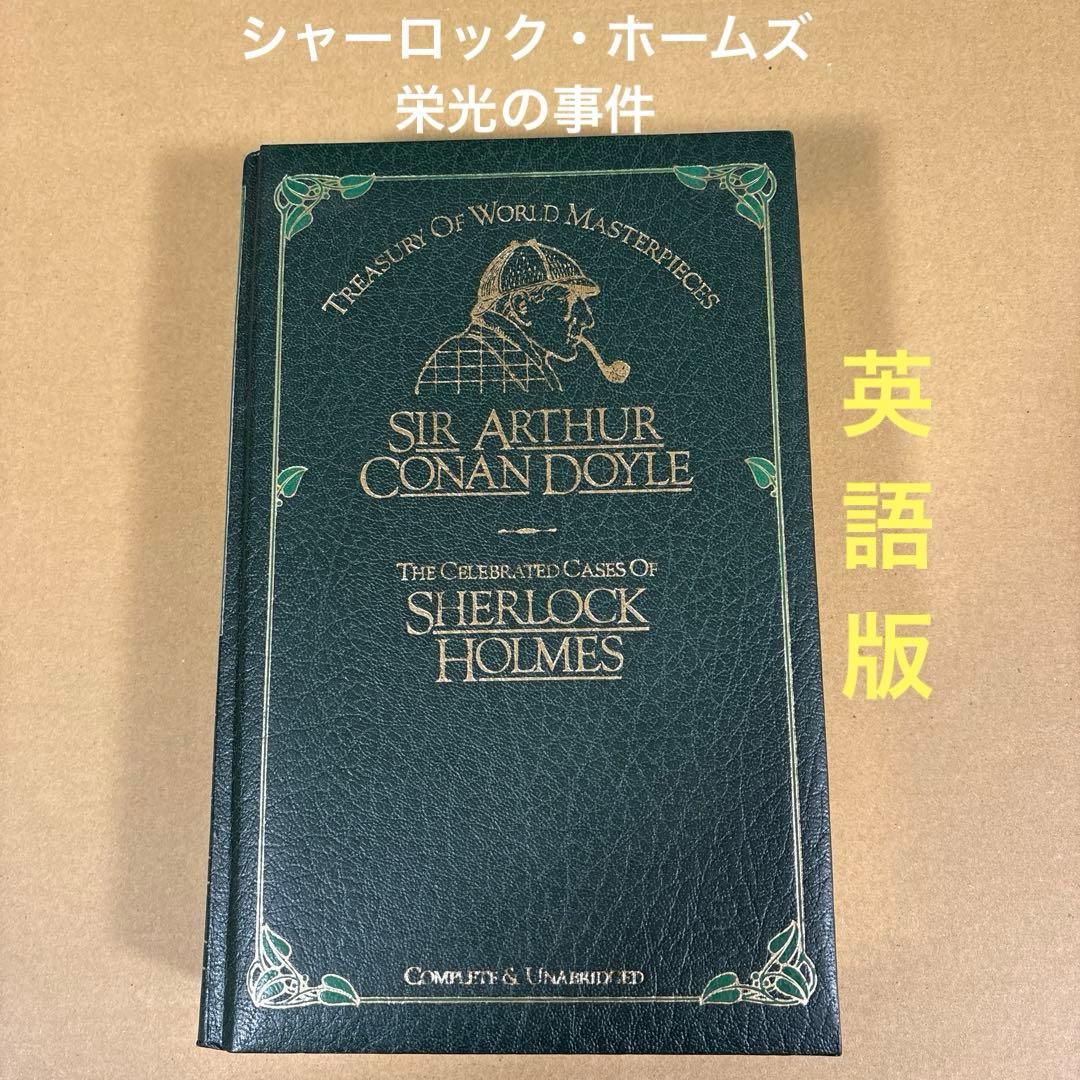 シャーロック・ホームズ
栄光の事件
TREASURY OF WORLD MASTERPIECES
SIR ARTHUR
CONAN DOYLE
THE CELEBRATED CASES OF
SHERLOCK
HOLMES
COMPLETE & UNABRIDGED
英語版